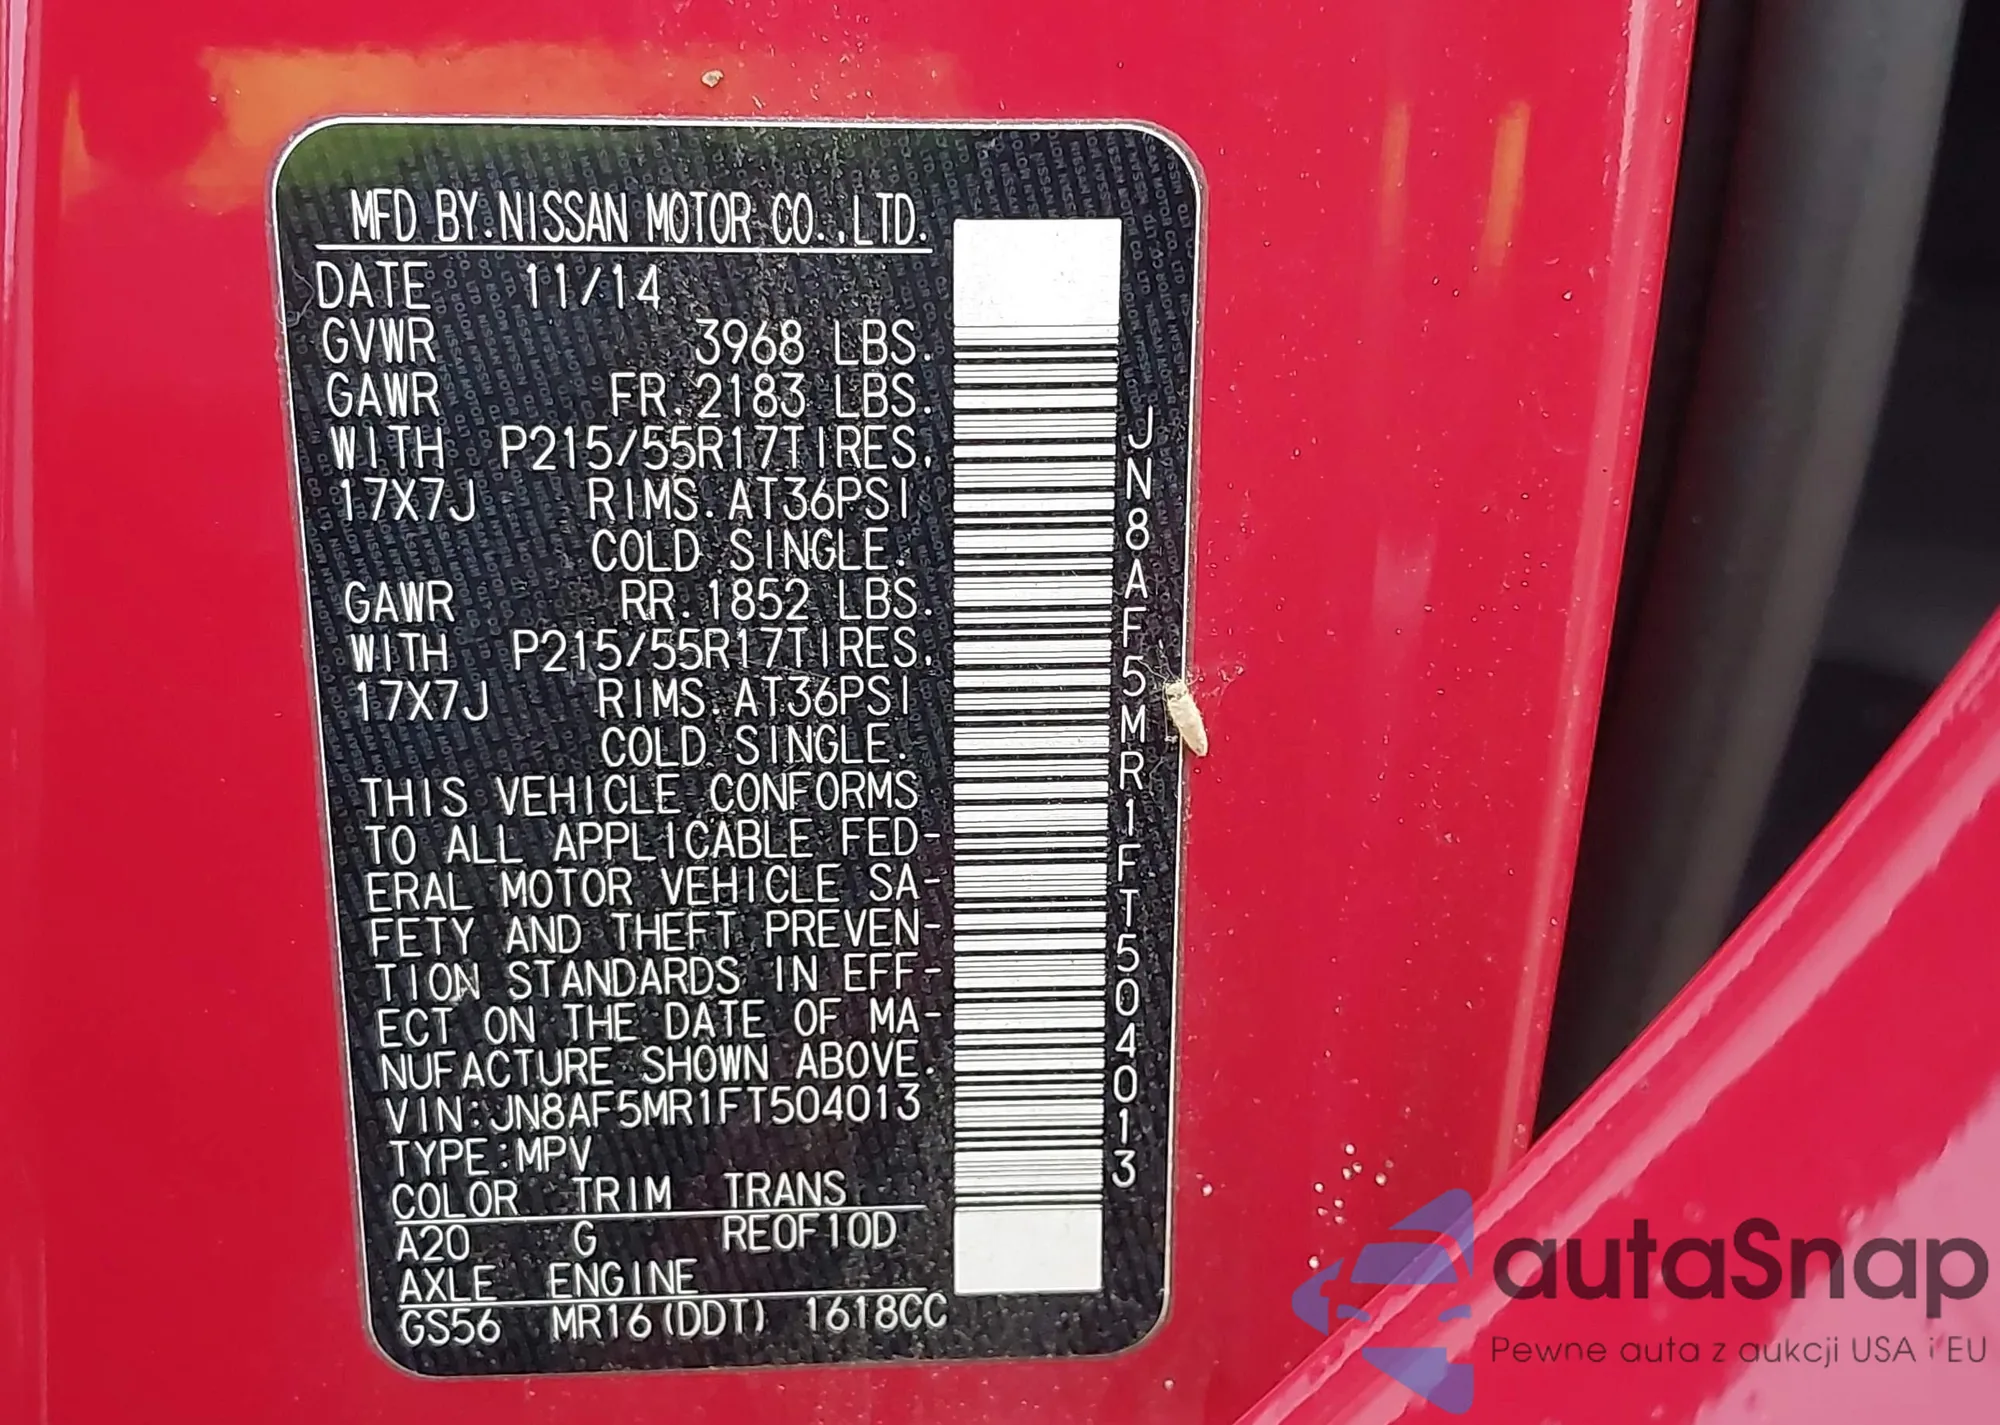 MFD BY:NISSAN MOTOR CO.,LTD.
DATE 11/14
GVWR 3968 LBS.
GAWR FR.2183 LBS.
WITH P215/55R17TIRES,
17X7J RIMS.AT36PSI
COLD SINGLE.
GAWR RR.1852 LBS.
WITH P215/55R17TIRES,
17X7J RIMS.AT36PSI
COLD SINGLE.
THIS VEHICLE CONFORMS
TO ALL APPLICABLE FED-
ERAL MOTOR VEHICLE SA-
FETY AND THEFT PREVEN-
TION STANDARDS IN EFF-
ECT ON THE DATE OF MA-
NUFACTURE SHOWN ABOVE.
VIN:JN8AF5MR1FT504013
TYPE:MPV
COLOR TRIM TRANS
A20 G RE0F10D
AXLE ENGINE
GS56 MR16(DDT) 1618CC
JN8AF5MR1FT504013
autaSnap
Pewne auta z aukcji USA i EU